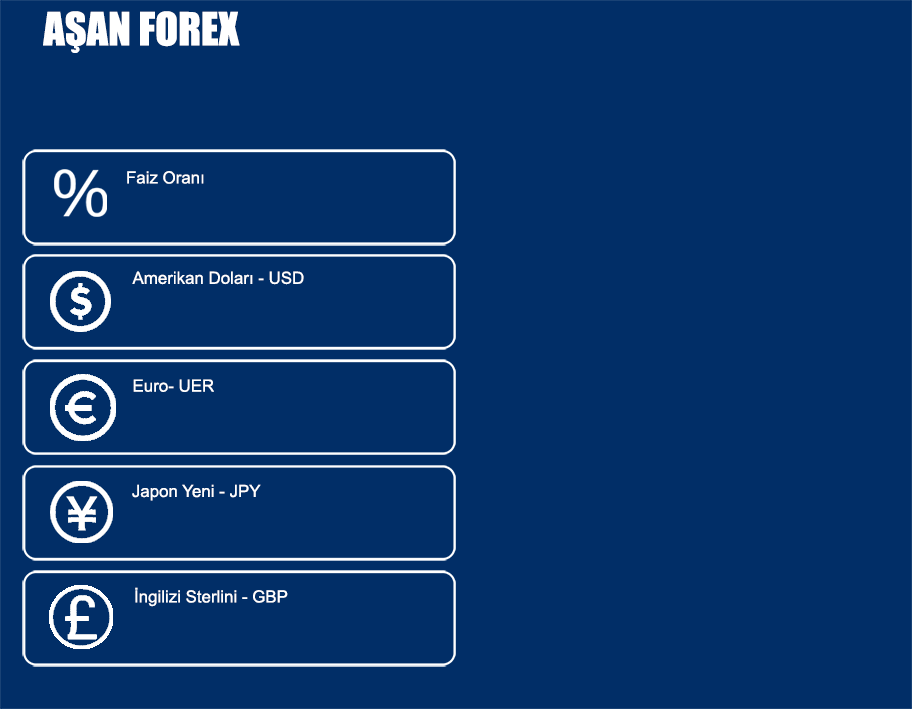 AŞAN FOREX
% Faiz Oranı
$ Amerikan Doları - USD
€ Euro- UER
¥ Japon Yeni - JPY
£ İngilizi Sterlini - GBP